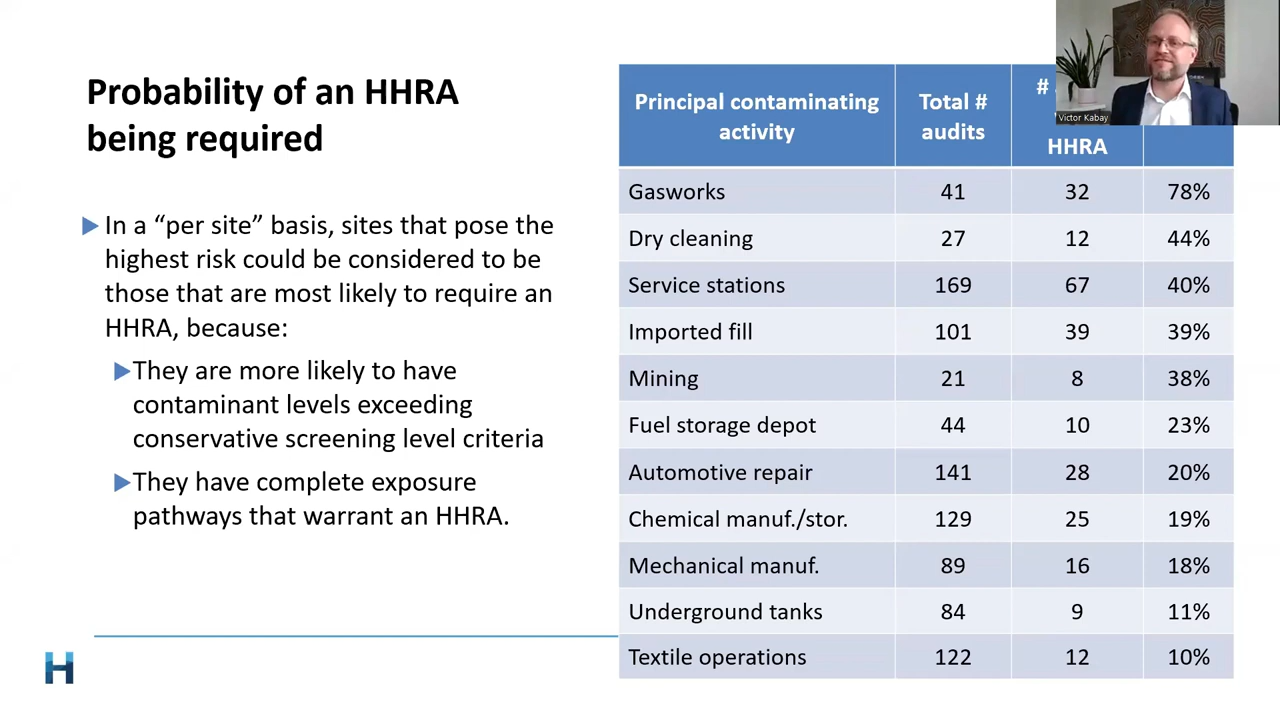 Probability of an HHRA
being required
In a “per site” basis, sites that pose the
highest risk could be considered to be
those that are most likely to require an
HHRA, because:
They are more likely to have
contaminant levels exceeding
conservative screening level criteria
They have complete exposure
pathways that warrant an HHRA.
Principal contaminating
activity
Total #
audits
#
HHRA
Gasworks 41 32 78%
Dry cleaning 27 12 44%
Service stations 169 67 40%
Imported fill 101 39 39%
Mining 21 8 38%
Fuel storage depot 44 10 23%
Automotive repair 141 28 20%
Chemical manuf./stor. 129 25 19%
Mechanical manuf. 89 16 18%
Underground tanks 84 9 11%
Textile operations 122 12 10%
Victor Kabay
H